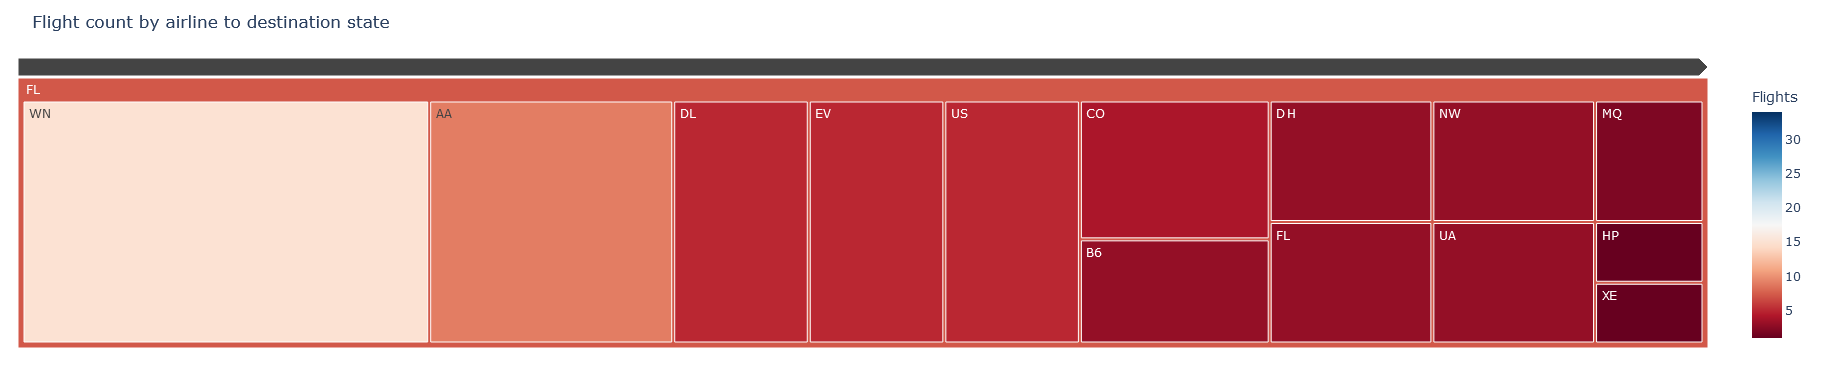 Flight count by airline to destination state
FL
WN
AA
DL
EV
US
CO
DH
NW
MQ
FL
UA
HP
B6
XE
Flights
30
25
20
15
10
5